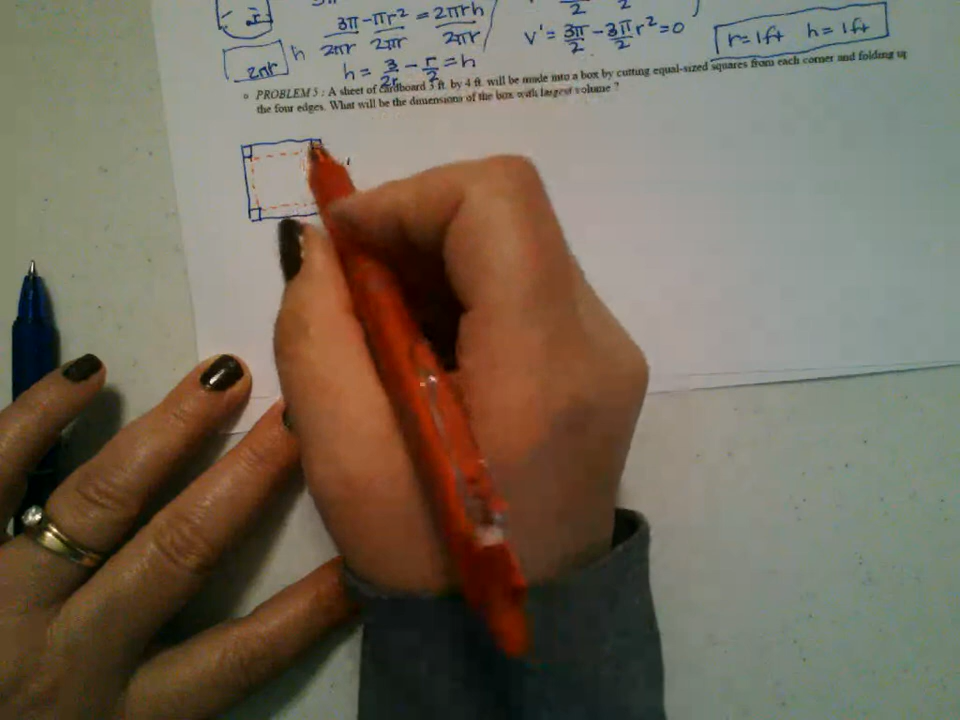 3π-πr² = 2πrh
2πr 2πr 2πr
h = 3/2r - r/2 = h
2πr h
2 2
V' = 3π/2 - 3π/2 r² = 0
r=1ft h=1ft
PROBLEM 5 : A sheet of cardboard 3 ft. by 4 ft. will be made into a box by cutting equal-sized squares from each corner and folding up
the four edges. What will be the dimensions of the box with largest volume ?